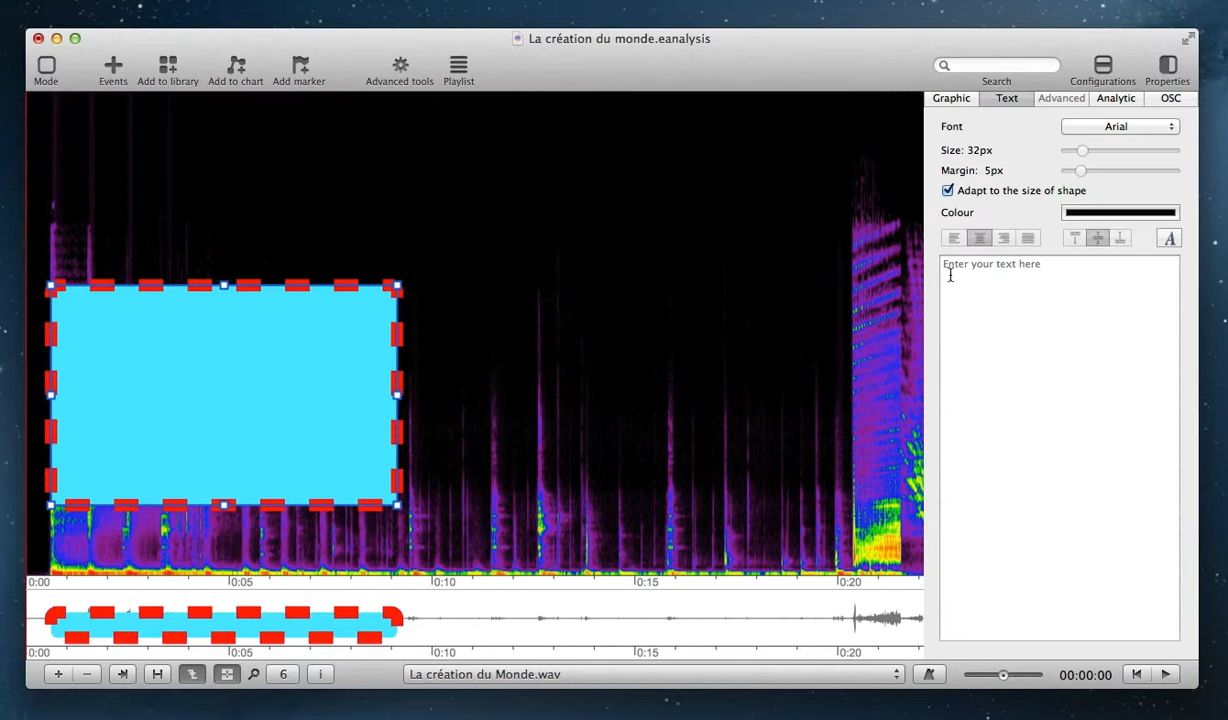 La création du monde.eanalysis
Mode
Events
Add to library
Add to chart
Add marker
Advanced tools
Playlist
Search
Configurations
Properties
Graphic
Text
Advanced
Analytic
OSC
Font
Arial
Size: 32px
Margin: 5px
Adapt to the size of shape
Colour
A
Enter your text here
0:00
0:05
0:10
0:15
0:20
0:00
0:05
0:10
0:15
0:20
6
i
La création du Monde.wav
00:00:00